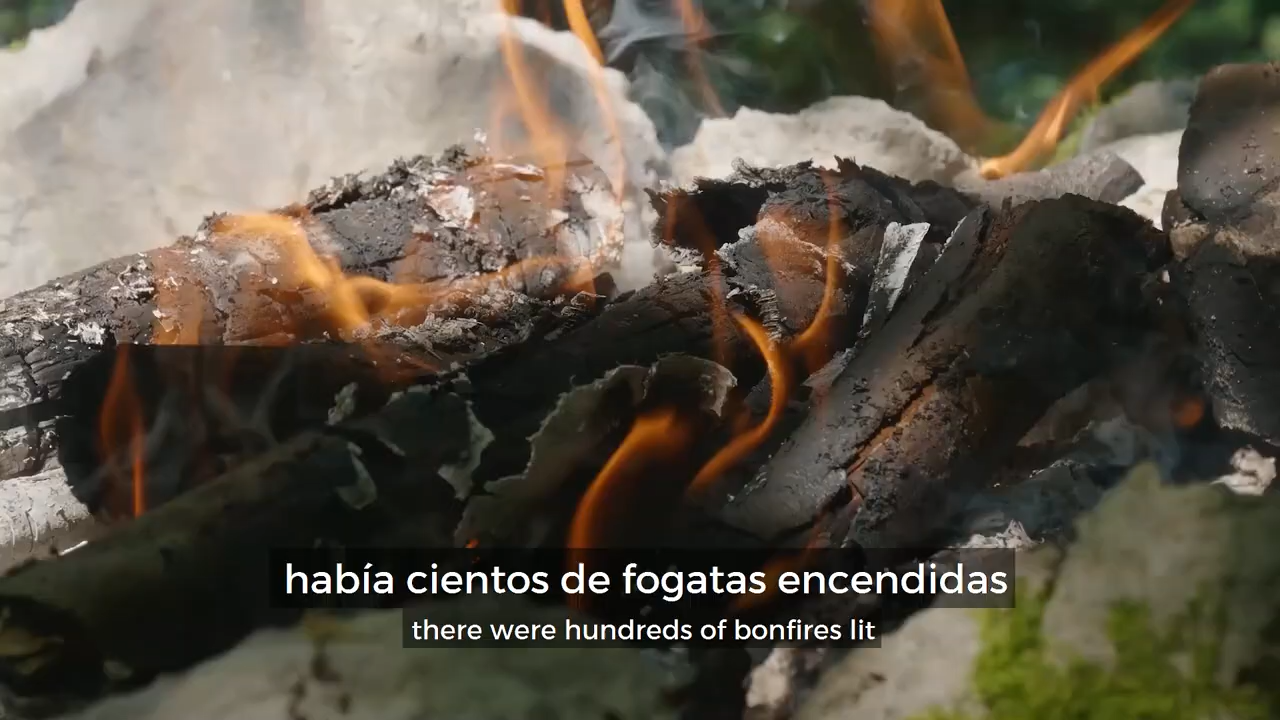 había cientos de fogatas encendidas
there were hundreds of bonfires lit